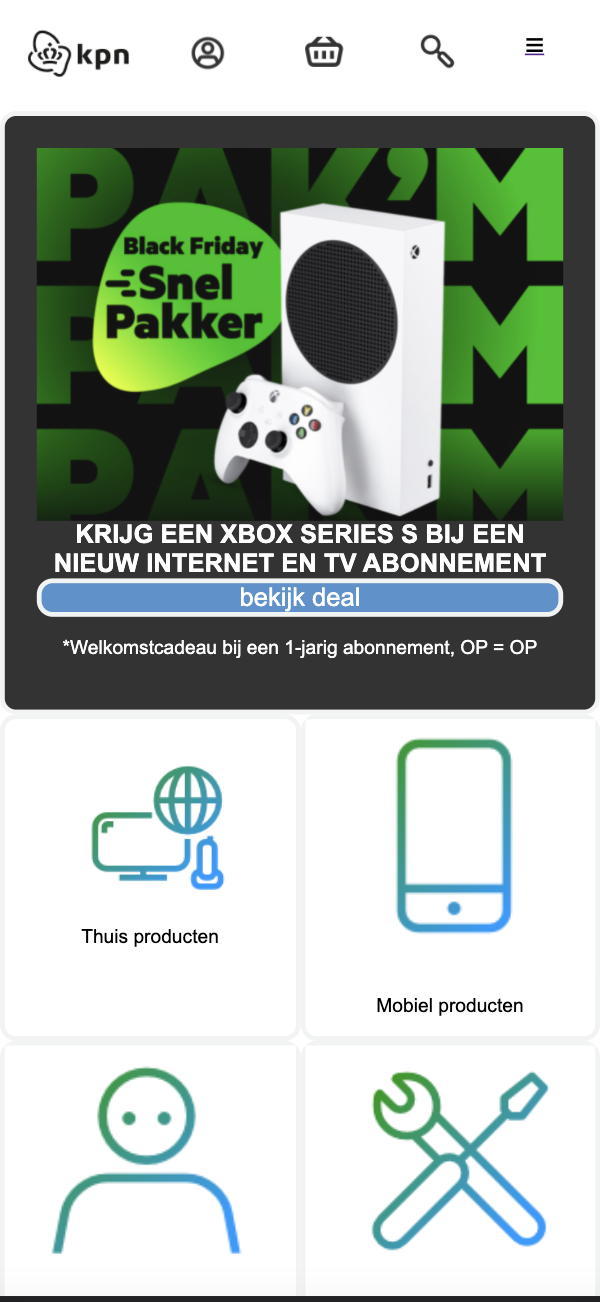 kpn
PAK'M
PAK'M
PAK'M
Black Friday
Snel
Pakker
KRIJG EEN XBOX SERIES S BIJ EEN
NIEUW INTERNET EN TV ABONNEMENT
bekijk deal
*Welkomstcadeau bij een 1-jarig abonnement, OP = OP
Thuis producten
Mobiel producten